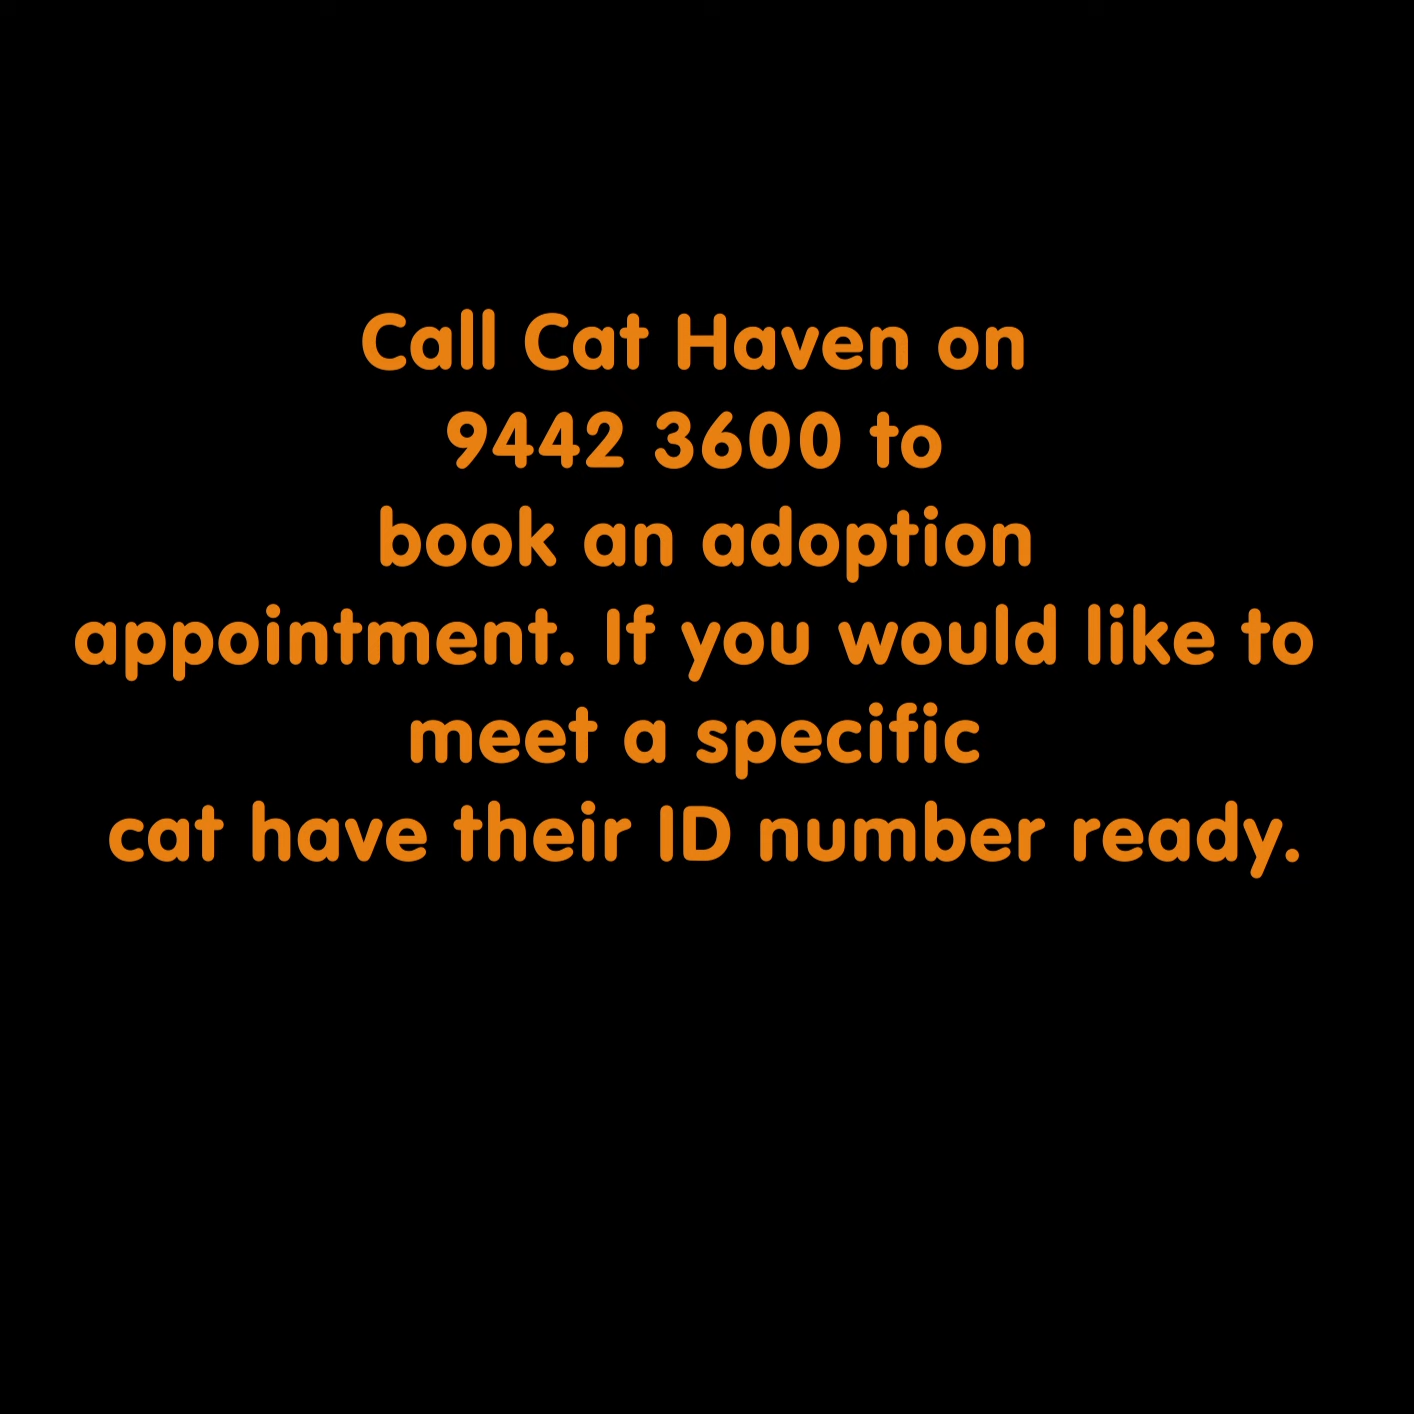 Call Cat Haven on
9442 3600 to
book an adoption
appointment. If you would like to
meet a specific
cat have their ID number ready.